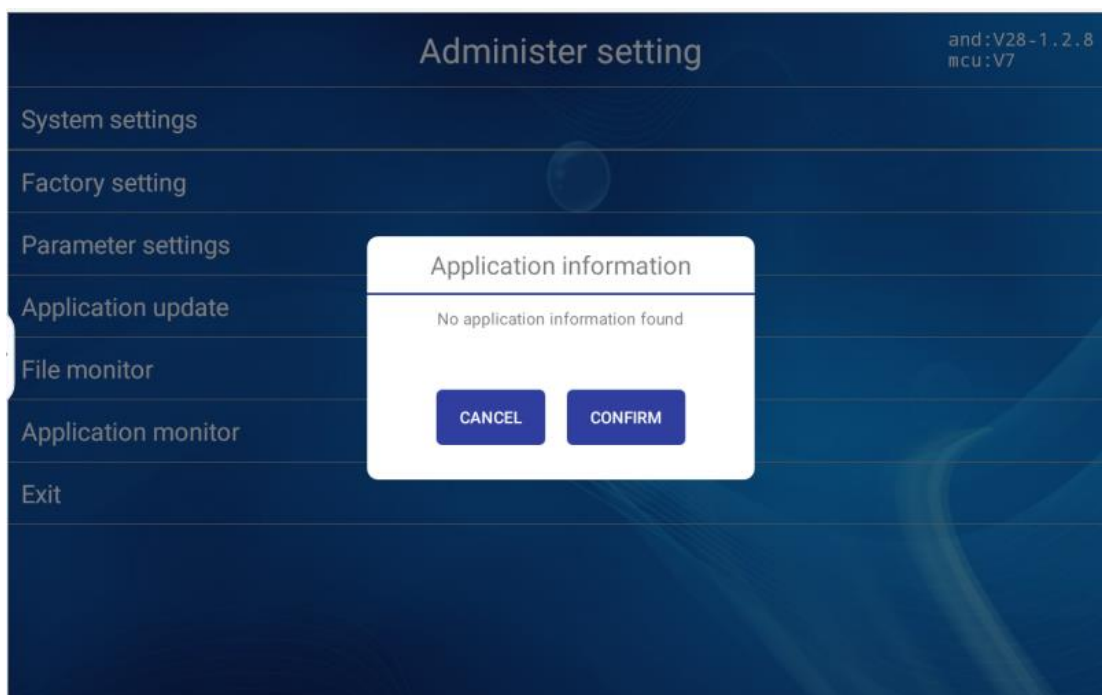 Administer setting
and:V28-1.2.8
mcu:V7
System settings
Factory setting
Parameter settings
Application update
File monitor
Application monitor
Exit
Application information
No application information found
CANCEL
CONFIRM